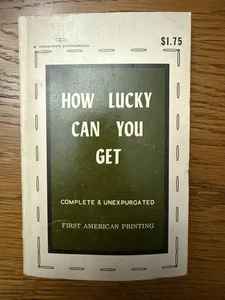 $1.75
HOW LUCKY
CAN YOU
GET
COMPLETE & UNEXPURGATED
FIRST AMERICAN PRINTING